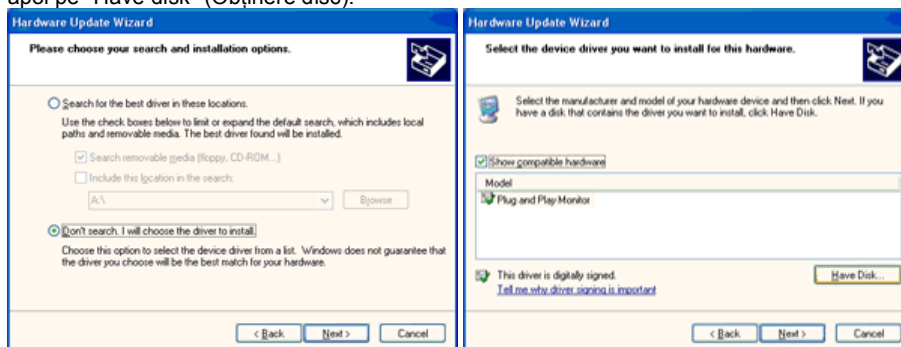 apoi pe "Have disk" (Obţinere disc).
Hardware Update Wizard
Please choose your search and installation options.
Search for the best driver in these locations.
Use the check boxes below to limit or expand the default search, which includes local
paths and removable media. The best driver found will be installed.
Search removable media (floppy, CD-ROM...)
Include this location in the search:
A:\
Browse
Don't search. I will choose the driver to install.
Choose this option to select the device driver from a list. Windows does not guarantee that
the driver you choose will be the best match for your hardware.
< Back Next > Cancel
Hardware Update Wizard
Select the device driver you want to install for this hardware.
Select the manufacturer and model of your hardware device and then click Next. If you
have a disk that contains the driver you want to install, click Have Disk.
Show compatible hardware
Model
Plug and Play Monitor
This driver is digitally signed.
Tell me why driver signing is important
Have Disk...
< Back Next > Cancel